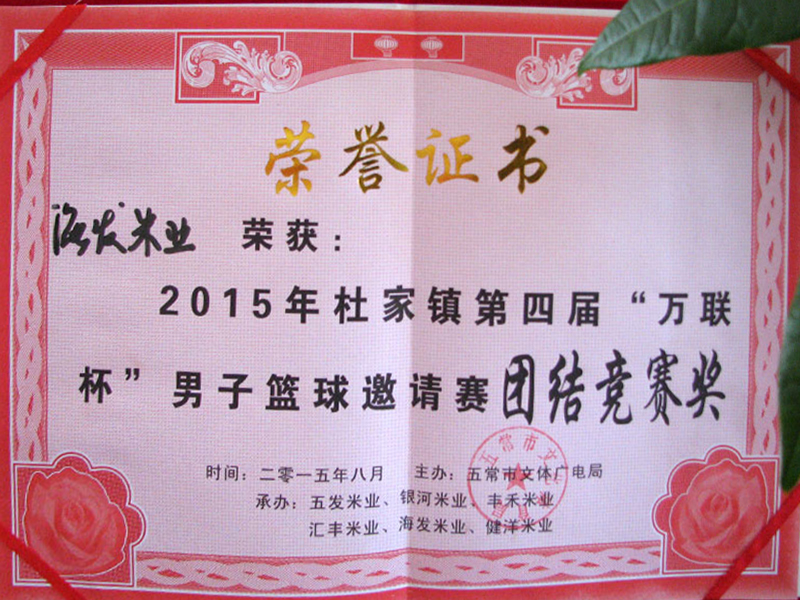 荣誉证书
海发米业 荣获：
2015年杜家镇第四届“万联
杯”男子篮球邀请赛团结竞赛奖
时间：二零一五年八月 主办：五常市文体广电局
承办：五发米业、银河米业、丰禾米业
汇丰米业、海发米业、健洋米业
五常市文